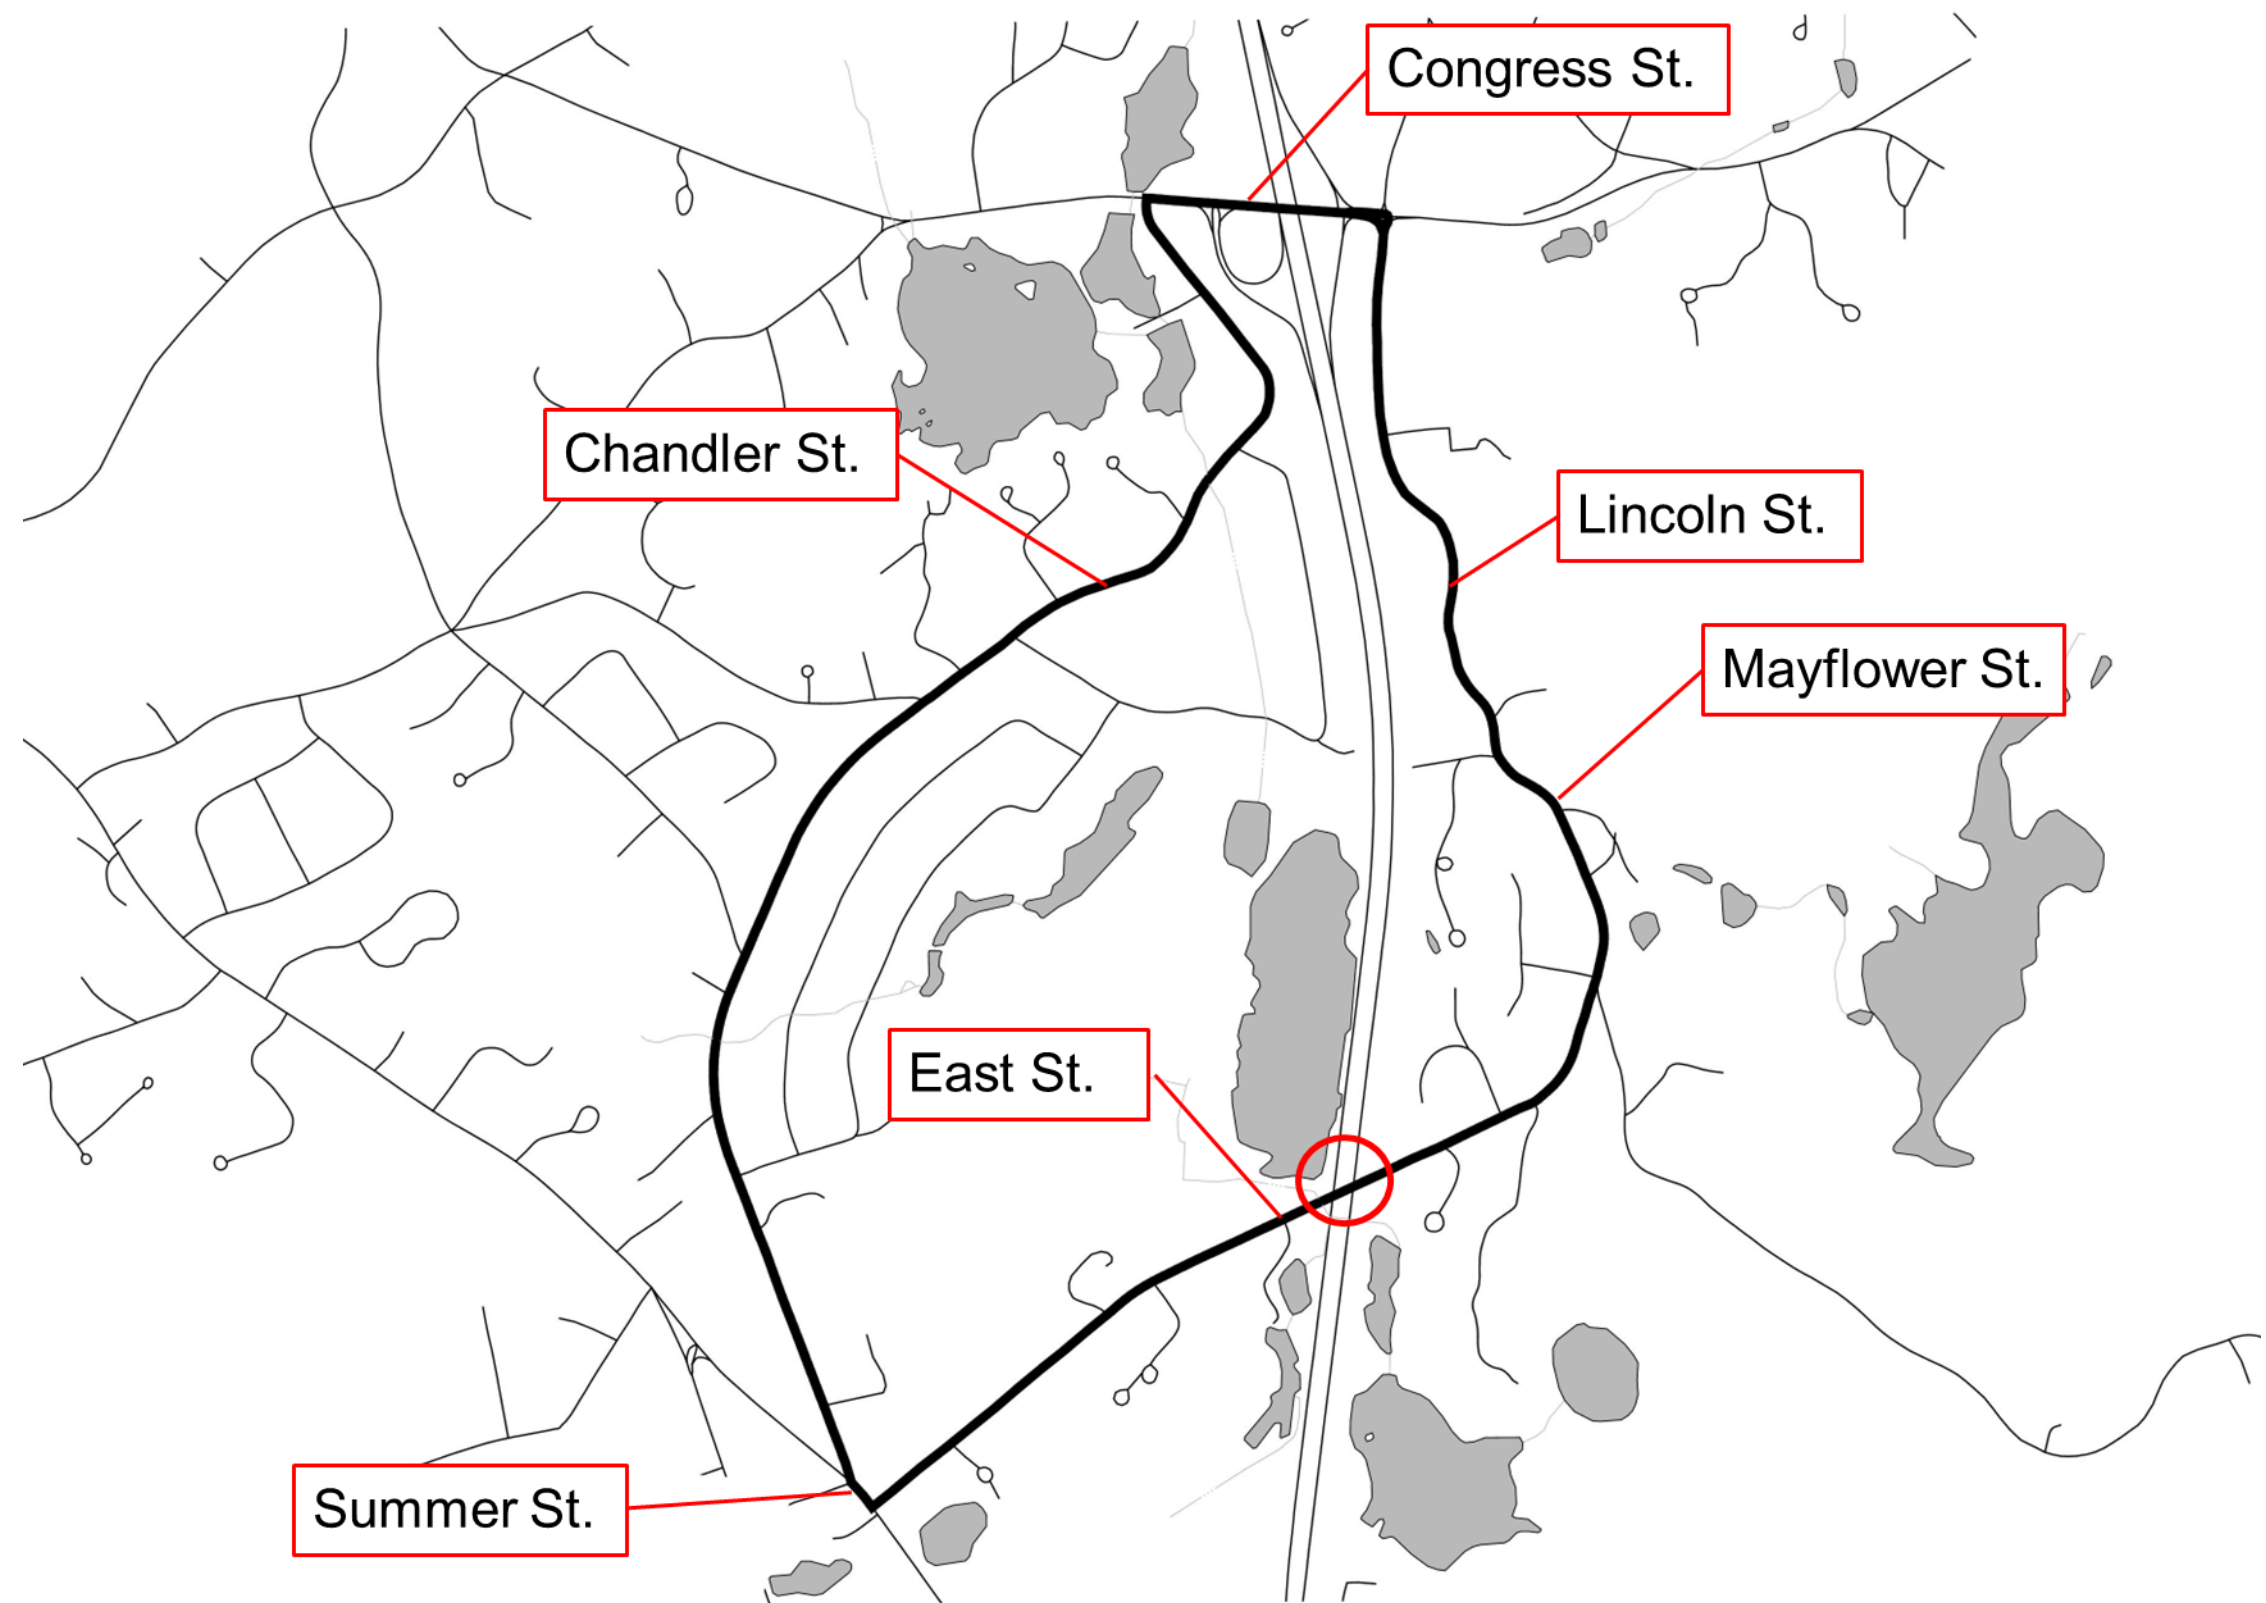 Congress St.
Chandler St.
Lincoln St.
Mayflower St.
East St.
Summer St.